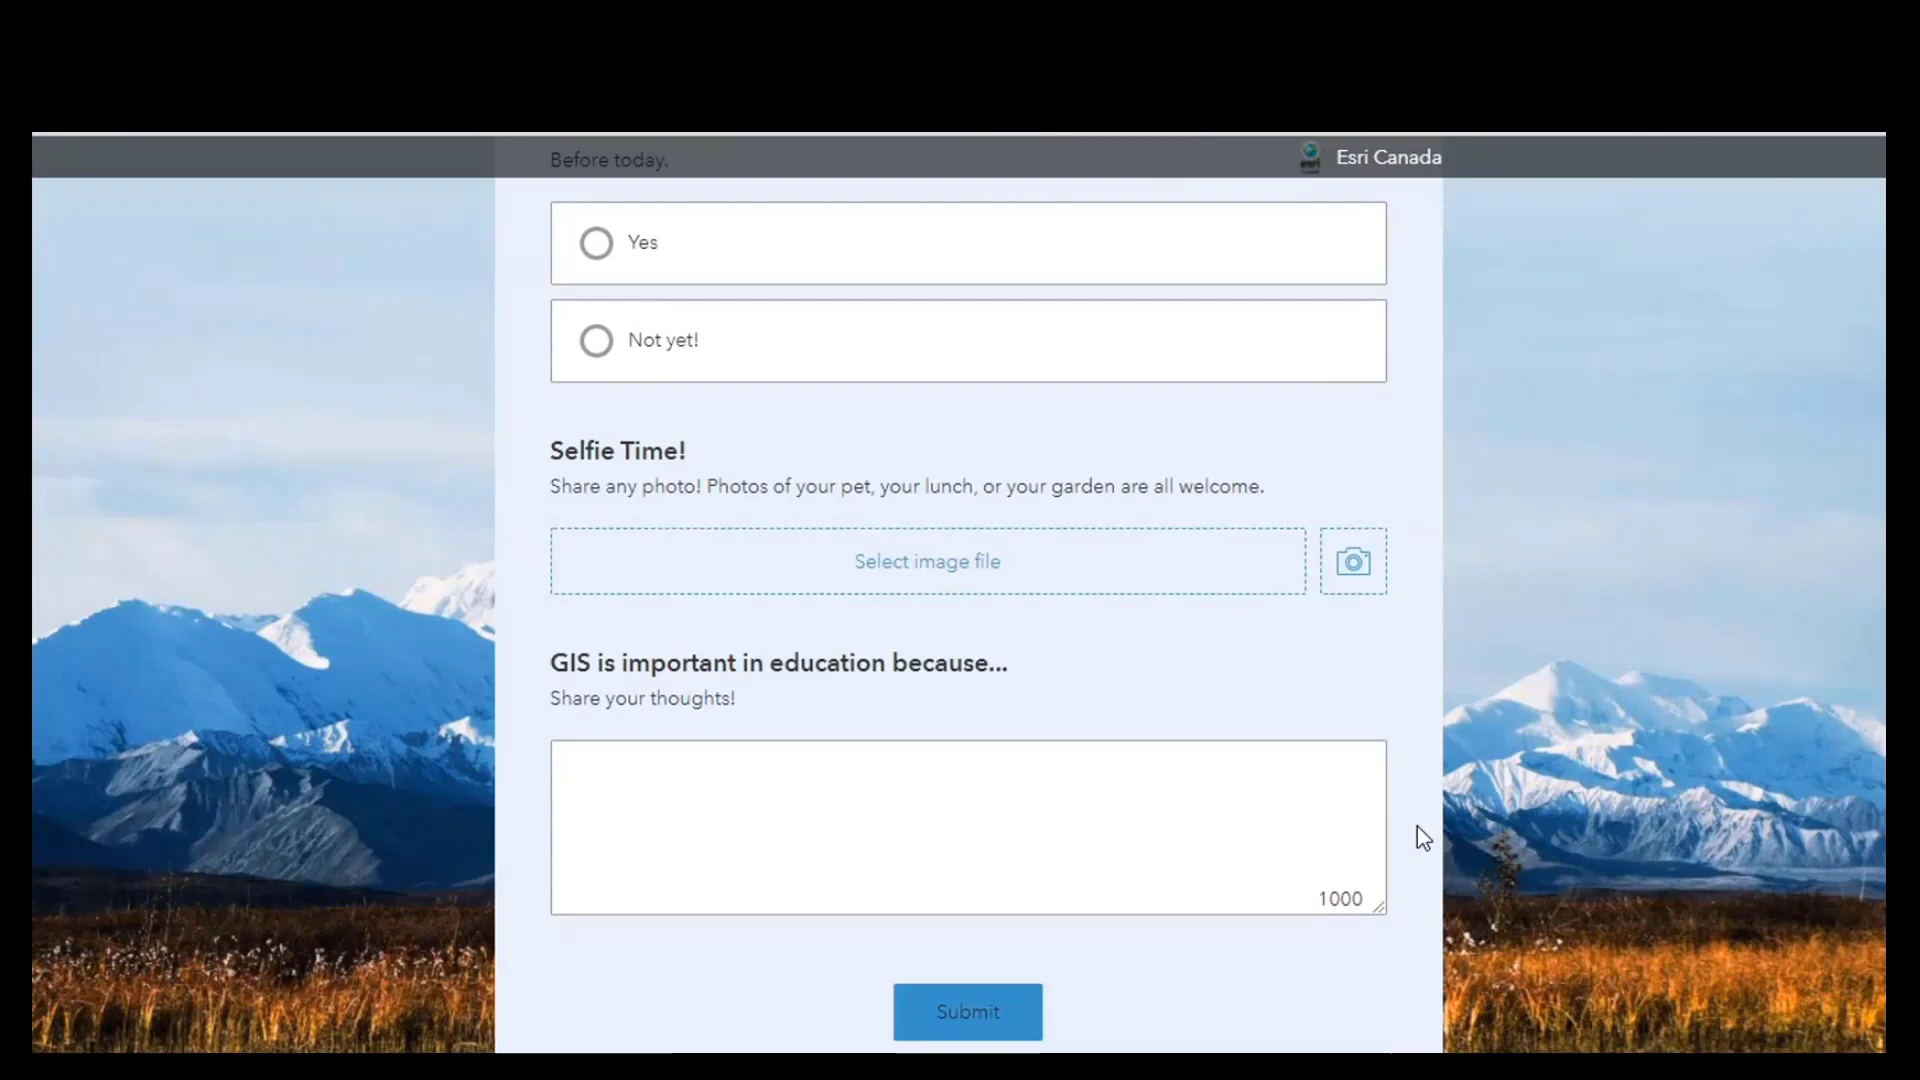 Before today.
esri
Esri Canada
Yes
Not yet!
Selfie Time!
Share any photo! Photos of your pet, your lunch, or your garden are all welcome.
Select image file
GIS is important in education because...
Share your thoughts!
1000
Submit